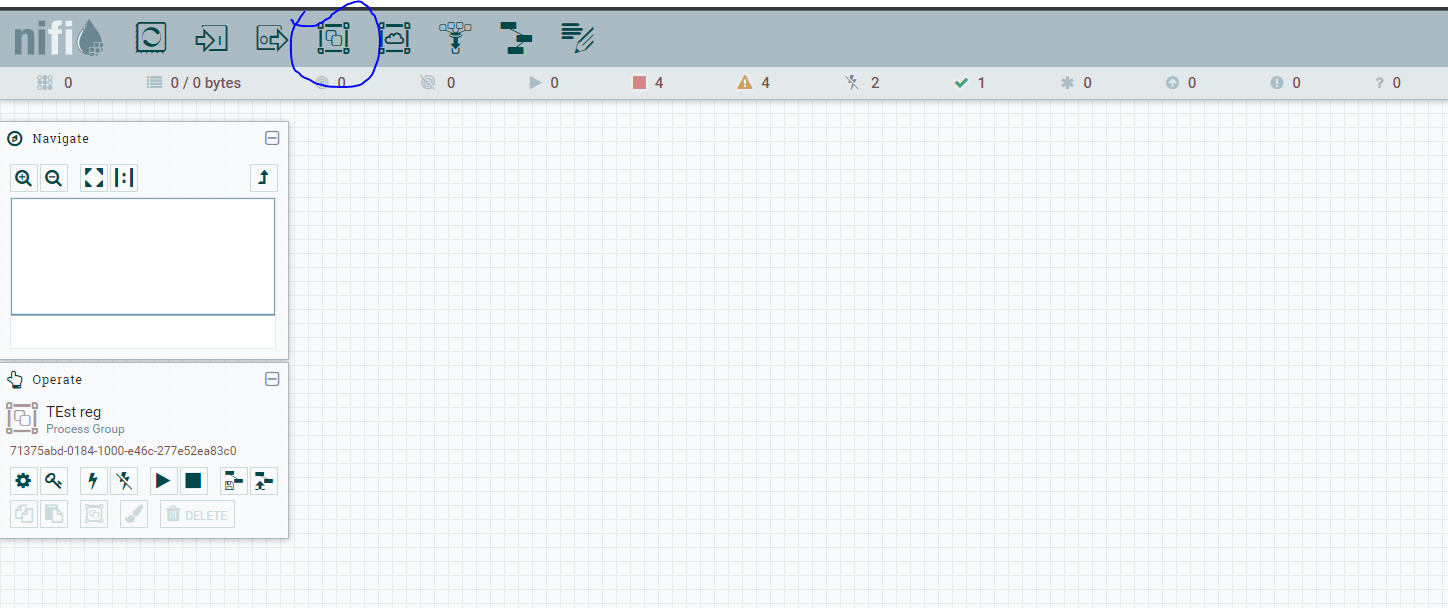 nifi
0 0 / 0 bytes 0 0 0 4 4 2 1 0 0 0 ? 0
Navigate
Operate
TEst reg
Process Group
71375abd-0184-1000-e46c-277e52ea83c0
DELETE